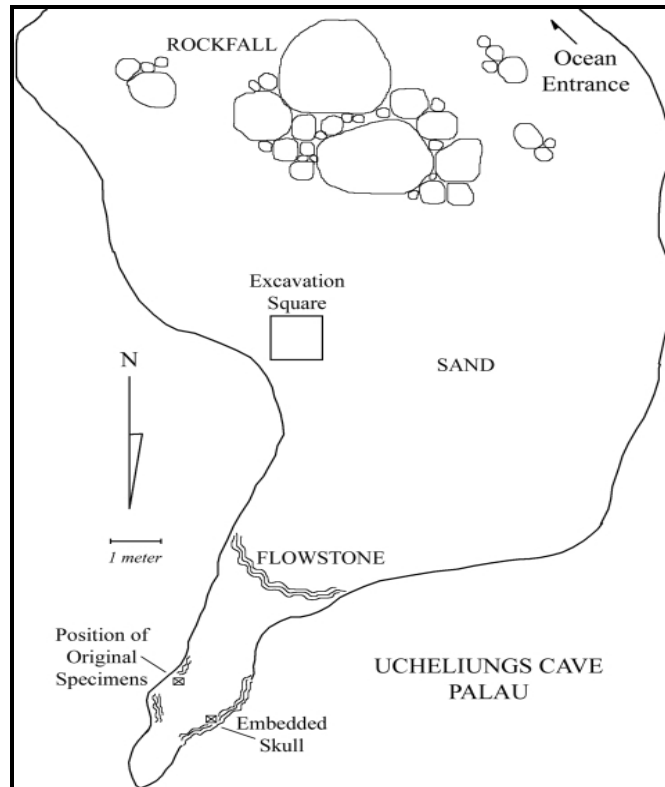 ROCKFALL
Ocean
Entrance
Excavation
Square
N
SAND
1 meter
FLOWSTONE
Position of
Original
Specimens
UCHELIUNGS CAVE
PALAU
Embedded
Skull